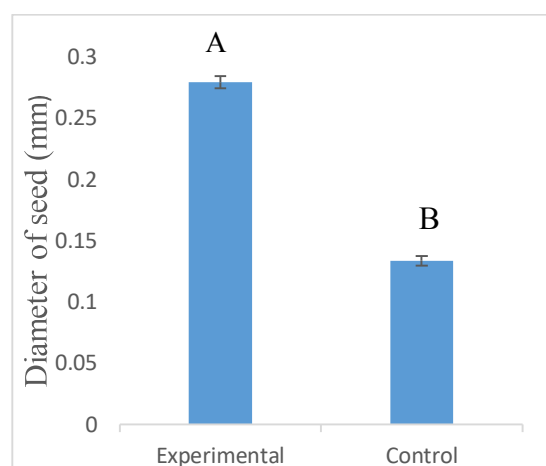 Diameter of seed (mm)
0.3
0.25
0.2
0.15
0.1
0.05
0
A
B
Experimental
Control